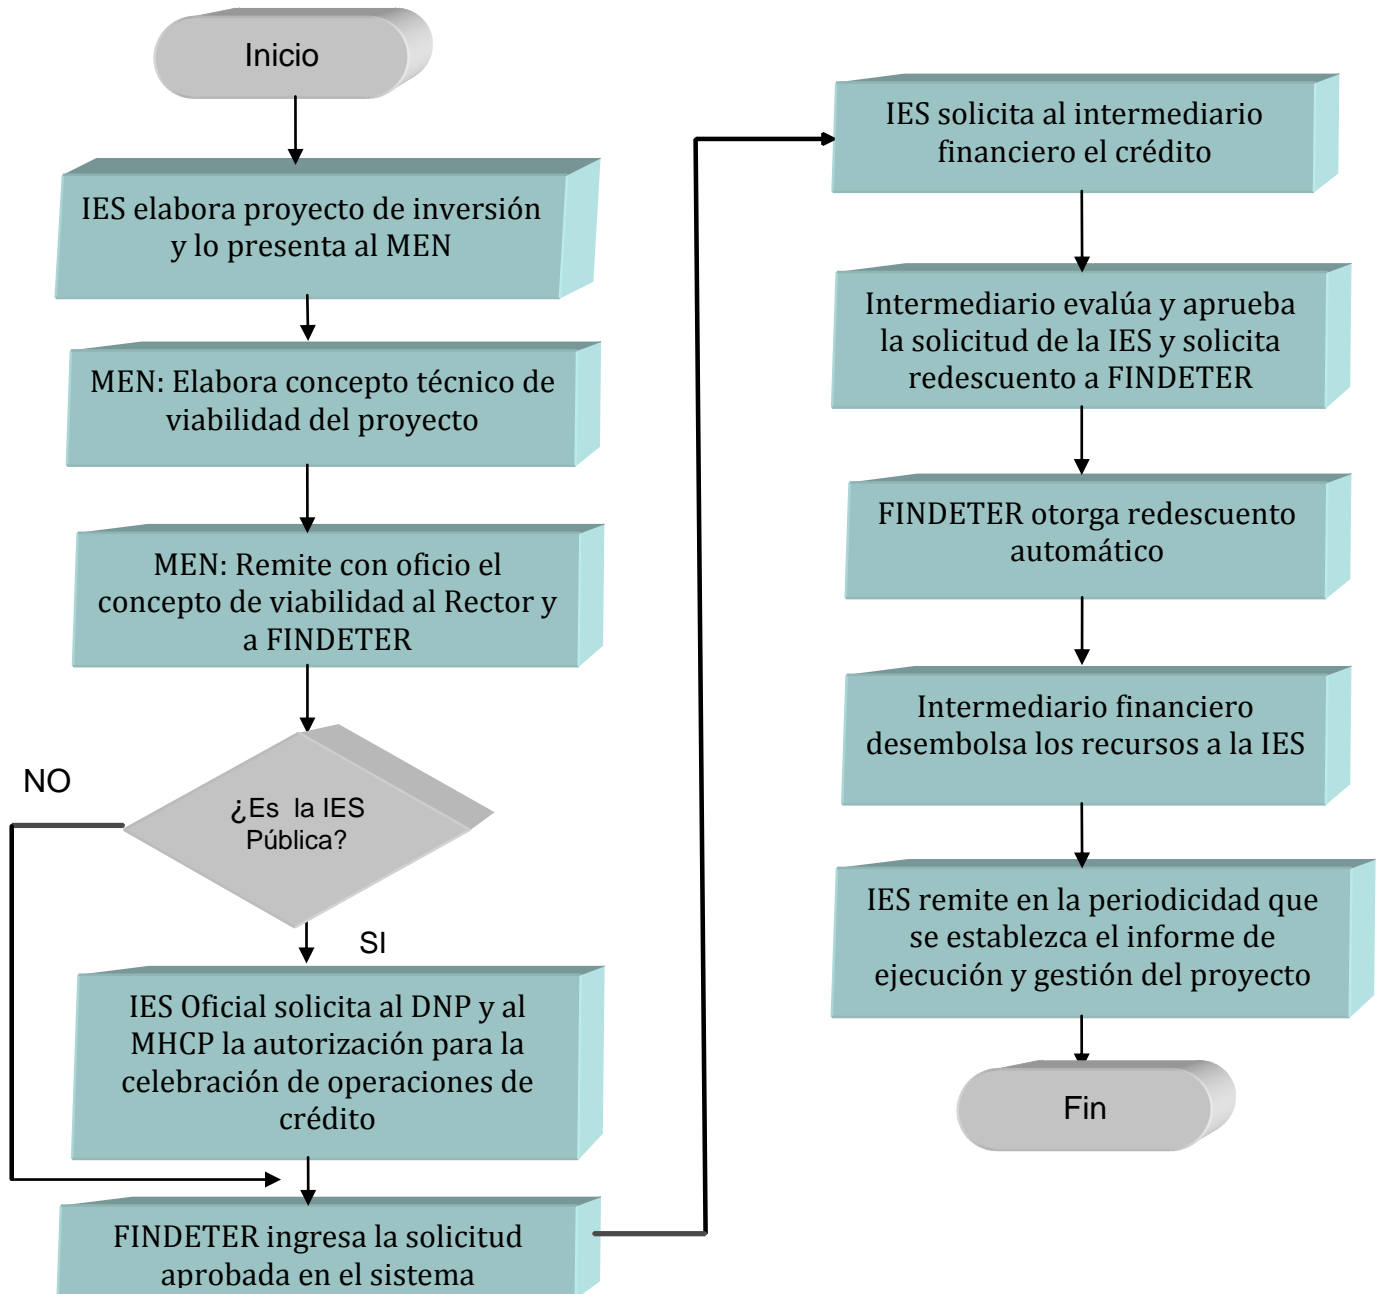 Inicio
IES elabora proyecto de inversión
y lo presenta al MEN
MEN: Elabora concepto técnico de
viabilidad del proyecto
MEN: Remite con oficio el
concepto de viabilidad al Rector y
a FINDETER
¿Es la IES
Pública?
NO
SI
IES Oficial solicita al DNP y al
MHCP la autorización para la
celebración de operaciones de
crédito
FINDETER ingresa la solicitud
aprobada en el sistema
IES solicita al intermediario
financiero el crédito
Intermediario evalúa y aprueba
la solicitud de la IES y solicita
redescuento a FINDETER
FINDETER otorga redescuento
automático
Intermediario financiero
desembolsa los recursos a la IES
IES remite en la periodicidad que
se establezca el informe de
ejecución y gestión del proyecto
Fin